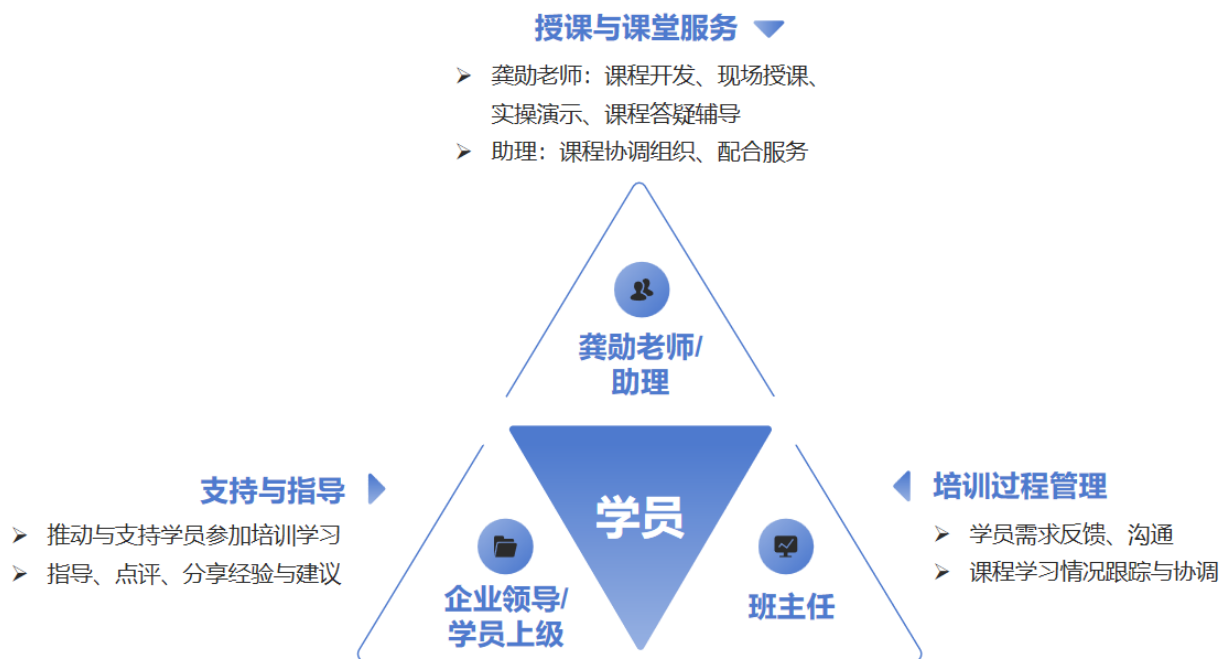 授课与课堂服务
➢ 龚勋老师：课程开发、现场授课、
实操演示、课程答疑辅导
➢ 助理：课程协调组织、配合服务
龚勋老师/
助理
支持与指导
➢ 推动与支持学员参加培训学习
➢ 指导、点评、分享经验与建议
学员
培训过程管理
➢ 学员需求反馈、沟通
➢ 课程学习情况跟踪与协调
企业领导/
学员上级
班主任